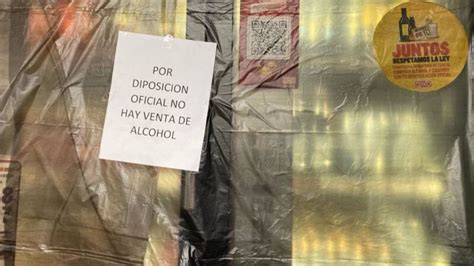 POR
DIPOSICION
OFICIAL NO
HAY VENTA DE
ALCOHOL
JUNTOS
RESPETAMOS LA LEY